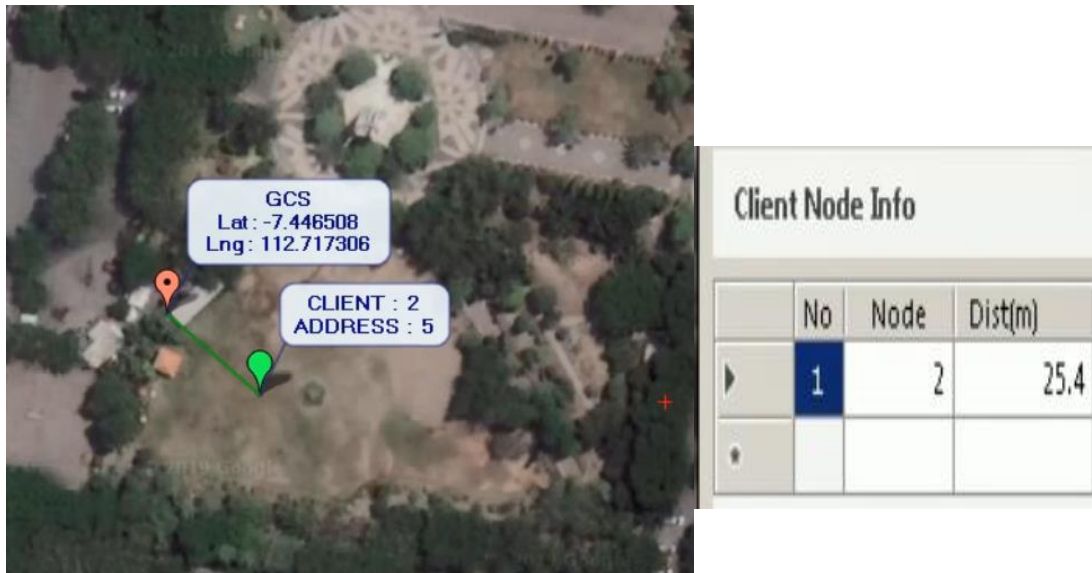 GCS
Lat : -7.446508
Lng : 112.717306
CLIENT : 2
ADDRESS : 5
Client Node Info
No Node Dist(m)
1 2 25.4